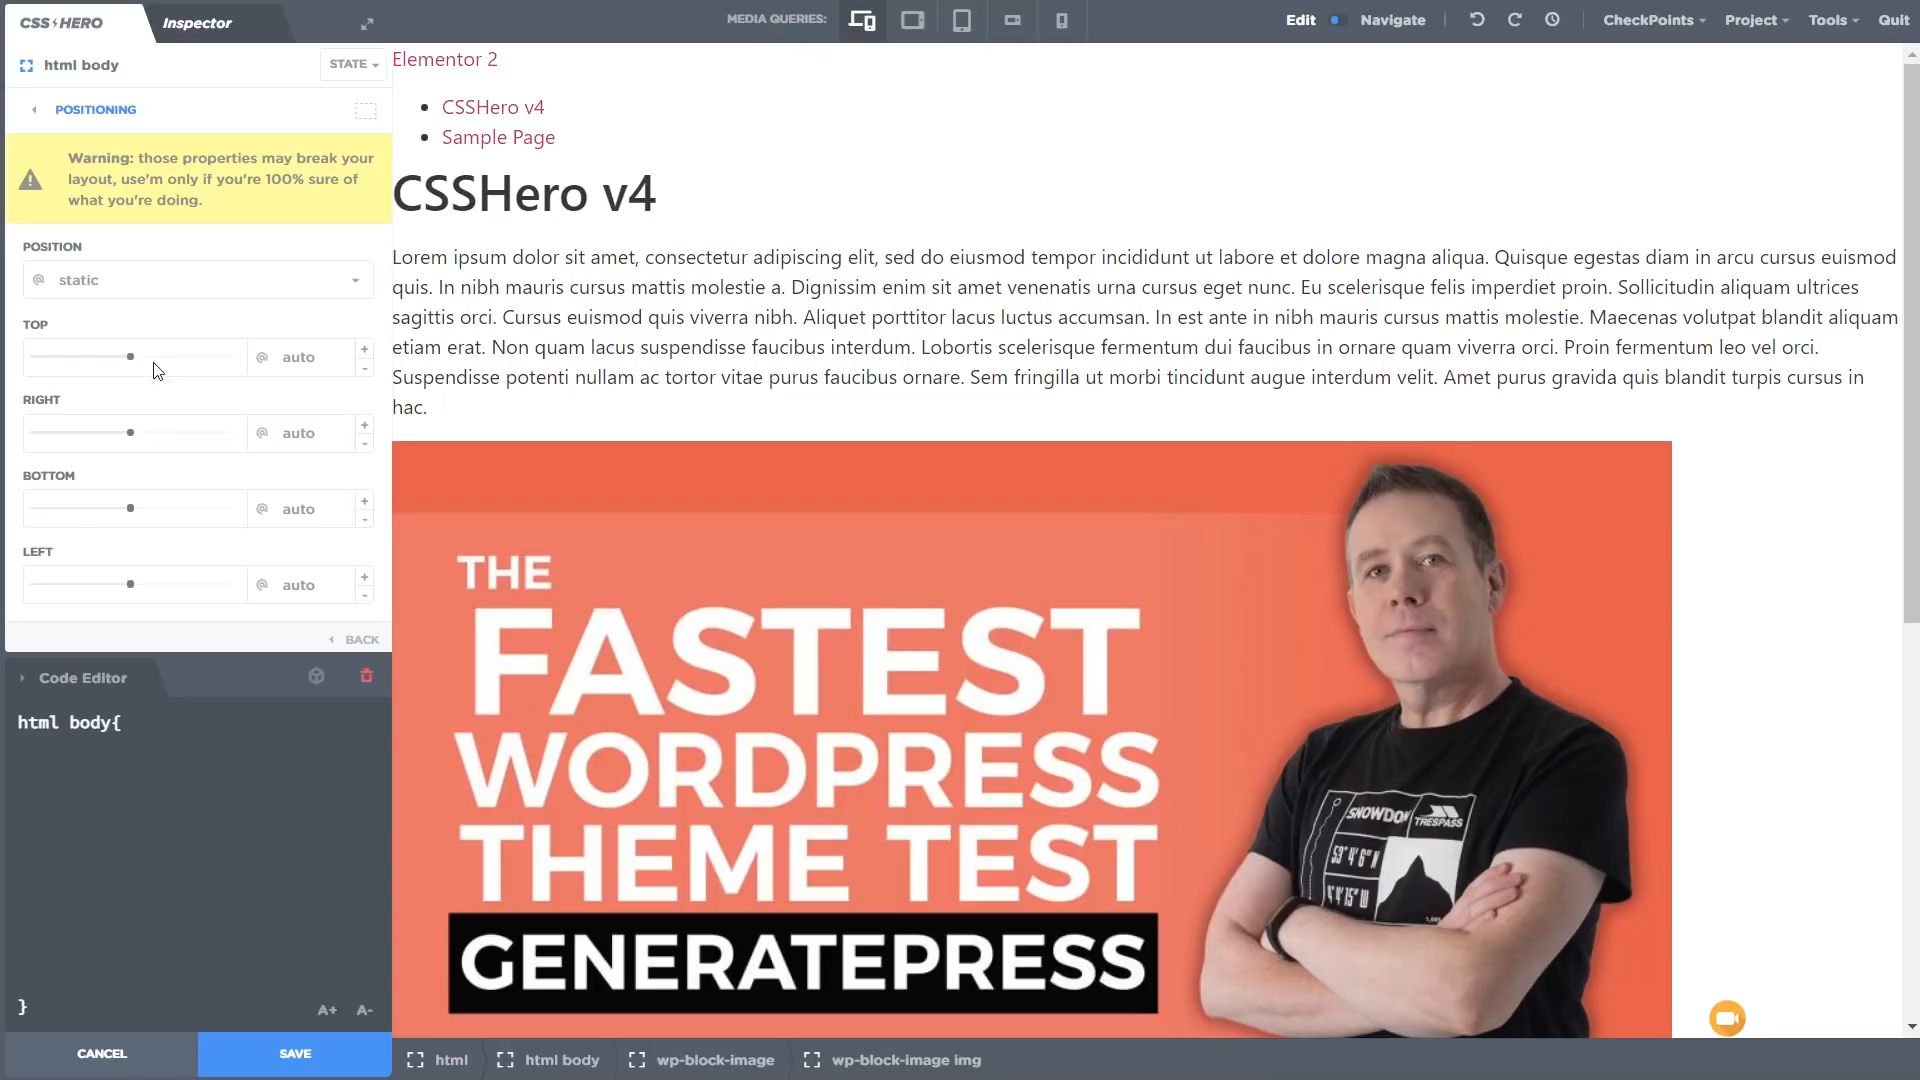 CSS HERO
Inspector
MEDIA QUERIES:
Edit
Navigate
CheckPoints
Project
Tools
Quit
html body
STATE
POSITIONING
Warning: those properties may break your
layout, use'm only if you're 100% sure of
what you're doing.
POSITION
@ static
TOP
@ auto
+
-
RIGHT
@ auto
+
-
BOTTOM
@ auto
+
-
LEFT
@ auto
+
-
BACK
Code Editor
html body{
}
A+ A-
CANCEL
SAVE
Elementor 2
CSSHero v4
Sample Page
CSSHero v4
Lorem ipsum dolor sit amet, consectetur adipiscing elit, sed do eiusmod tempor incididunt ut labore et dolore magna aliqua. Quisque egestas diam in arcu cursus euismod
quis. In nibh mauris cursus mattis molestie a. Dignissim enim sit amet venenatis urna cursus eget nunc. Eu scelerisque felis imperdiet proin. Sollicitudin aliquam ultrices
sagittis orci. Cursus euismod quis viverra nibh. Aliquet porttitor lacus luctus accumsan. In est ante in nibh mauris cursus mattis molestie. Maecenas volutpat blandit aliquam
etiam erat. Non quam lacus suspendisse faucibus interdum. Lobortis scelerisque fermentum dui faucibus in ornare quam viverra orci. Proin fermentum leo vel orci.
Suspendisse potenti nullam ac tortor vitae purus faucibus ornare. Sem fringilla ut morbi tincidunt augue interdum velit. Amet purus gravida quis blandit turpis cursus in
hac.
THE
FASTEST
WORDPRESS
THEME TEST
GENERATEPRESS
SNOWDON
TRESPASS
53° 4' 6" N
4° 4' 15" W
html
html body
wp-block-image
wp-block-image img